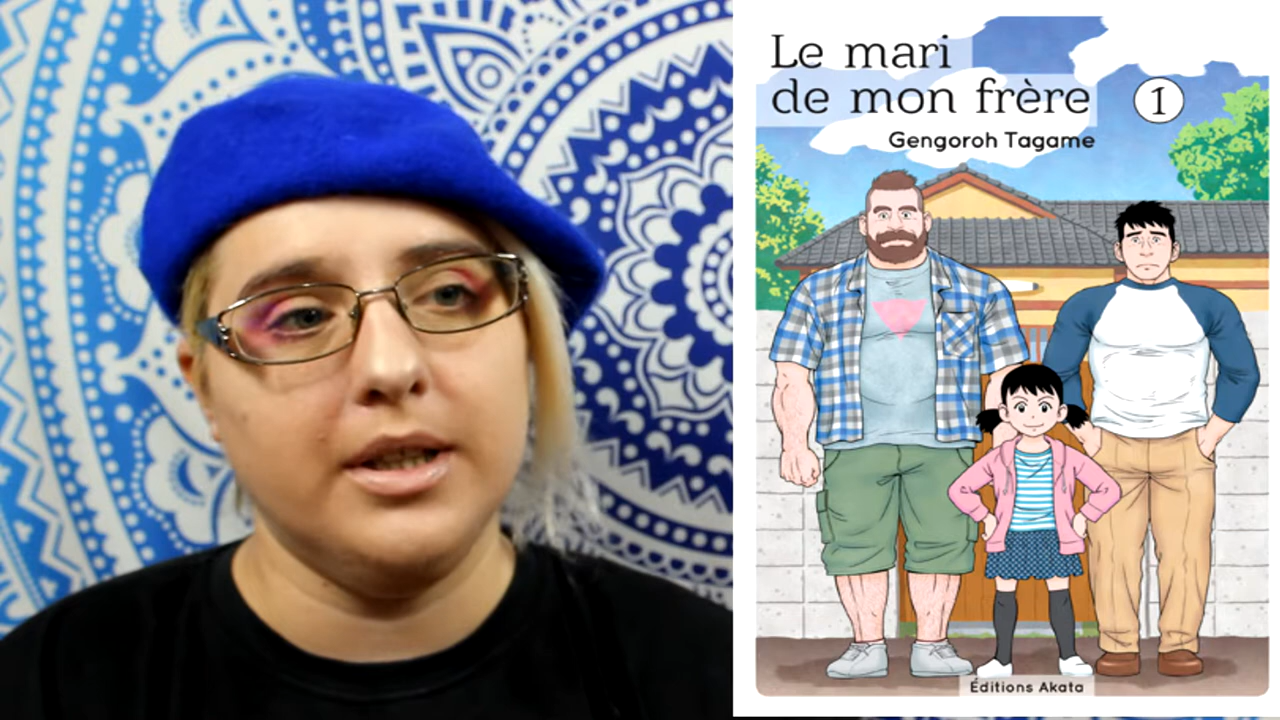 Le mari
de mon frère
1
Gengoroh Tagame
Éditions Akata